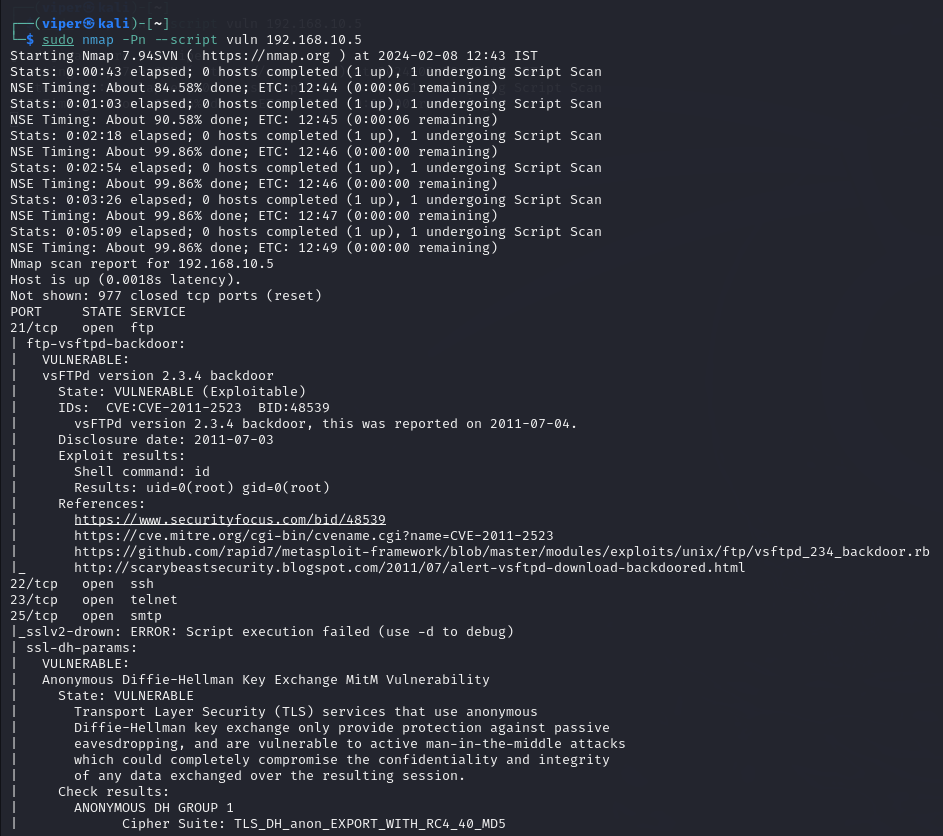 ┌──(viper㉿kali)-[~]
└─$ sudo nmap -Pn --script vuln 192.168.10.5
Starting Nmap 7.94SVN ( https://nmap.org ) at 2024-02-08 12:43 IST
Stats: 0:00:43 elapsed; 0 hosts completed (1 up), 1 undergoing Script Scan
NSE Timing: About 84.58% done; ETC: 12:44 (0:00:06 remaining)
Stats: 0:01:03 elapsed; 0 hosts completed (1 up), 1 undergoing Script Scan
NSE Timing: About 90.58% done; ETC: 12:45 (0:00:06 remaining)
Stats: 0:02:18 elapsed; 0 hosts completed (1 up), 1 undergoing Script Scan
NSE Timing: About 99.86% done; ETC: 12:46 (0:00:00 remaining)
Stats: 0:02:54 elapsed; 0 hosts completed (1 up), 1 undergoing Script Scan
NSE Timing: About 99.86% done; ETC: 12:46 (0:00:00 remaining)
Stats: 0:03:26 elapsed; 0 hosts completed (1 up), 1 undergoing Script Scan
NSE Timing: About 99.86% done; ETC: 12:47 (0:00:00 remaining)
Stats: 0:05:09 elapsed; 0 hosts completed (1 up), 1 undergoing Script Scan
NSE Timing: About 99.86% done; ETC: 12:49 (0:00:00 remaining)
Nmap scan report for 192.168.10.5
Host is up (0.0018s latency).
Not shown: 977 closed tcp ports (reset)
PORT     STATE SERVICE
21/tcp   open  ftp
| ftp-vsftpd-backdoor:
|   VULNERABLE:
|   vsFTPd version 2.3.4 backdoor
|     State: VULNERABLE (Exploitable)
|     IDs:  CVE:CVE-2011-2523  BID:48539
|       vsFTPd version 2.3.4 backdoor, this was reported on 2011-07-04.
|     Disclosure date: 2011-07-03
|     Exploit results:
|       Shell command: id
|       Results: uid=0(root) gid=0(root)
|     References:
|       https://www.securityfocus.com/bid/48539
|       https://cve.mitre.org/cgi-bin/cvename.cgi?name=CVE-2011-2523
|       https://github.com/rapid7/metasploit-framework/blob/master/modules/exploits/unix/ftp/vsftpd_234_backdoor.rb
|_      http://scarybeastsecurity.blogspot.com/2011/07/alert-vsftpd-download-backdoored.html
22/tcp   open  ssh
23/tcp   open  telnet
25/tcp   open  smtp
|_sslv2-drown: ERROR: Script execution failed (use -d to debug)
| ssl-dh-params:
|   VULNERABLE:
|   Anonymous Diffie-Hellman Key Exchange MitM Vulnerability
|     State: VULNERABLE
|       Transport Layer Security (TLS) services that use anonymous
|       Diffie-Hellman key exchange only provide protection against passive
|       eavesdropping, and are vulnerable to active man-in-the-middle attacks
|       which could completely compromise the confidentiality and integrity
|       of any data exchanged over the resulting session.
|     Check results:
|       ANONYMOUS DH GROUP 1
|             Cipher Suite: TLS_DH_anon_EXPORT_WITH_RC4_40_MD5